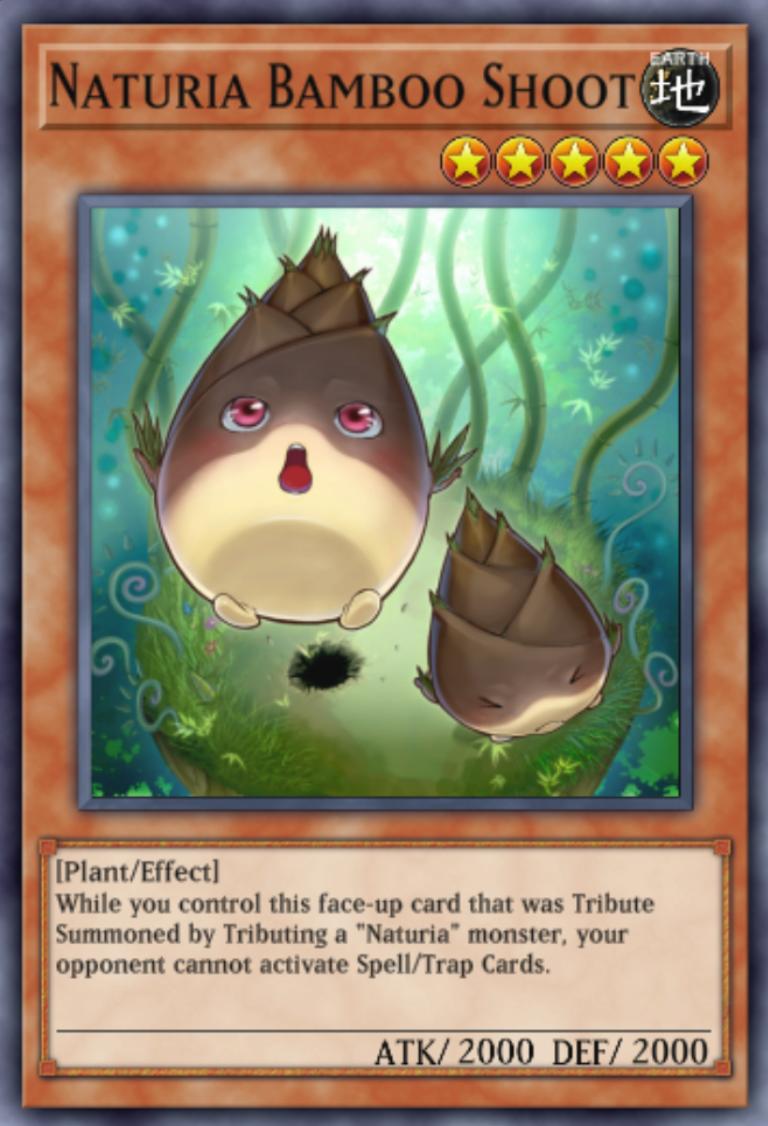 NATURIA BAMBOO SHOOT
EARTH
地
[Plant/Effect]
While you control this face-up card that was Tribute
Summoned by Tributing a "Naturia" monster, your
opponent cannot activate Spell/Trap Cards.
ATK/ 2000 DEF/ 2000